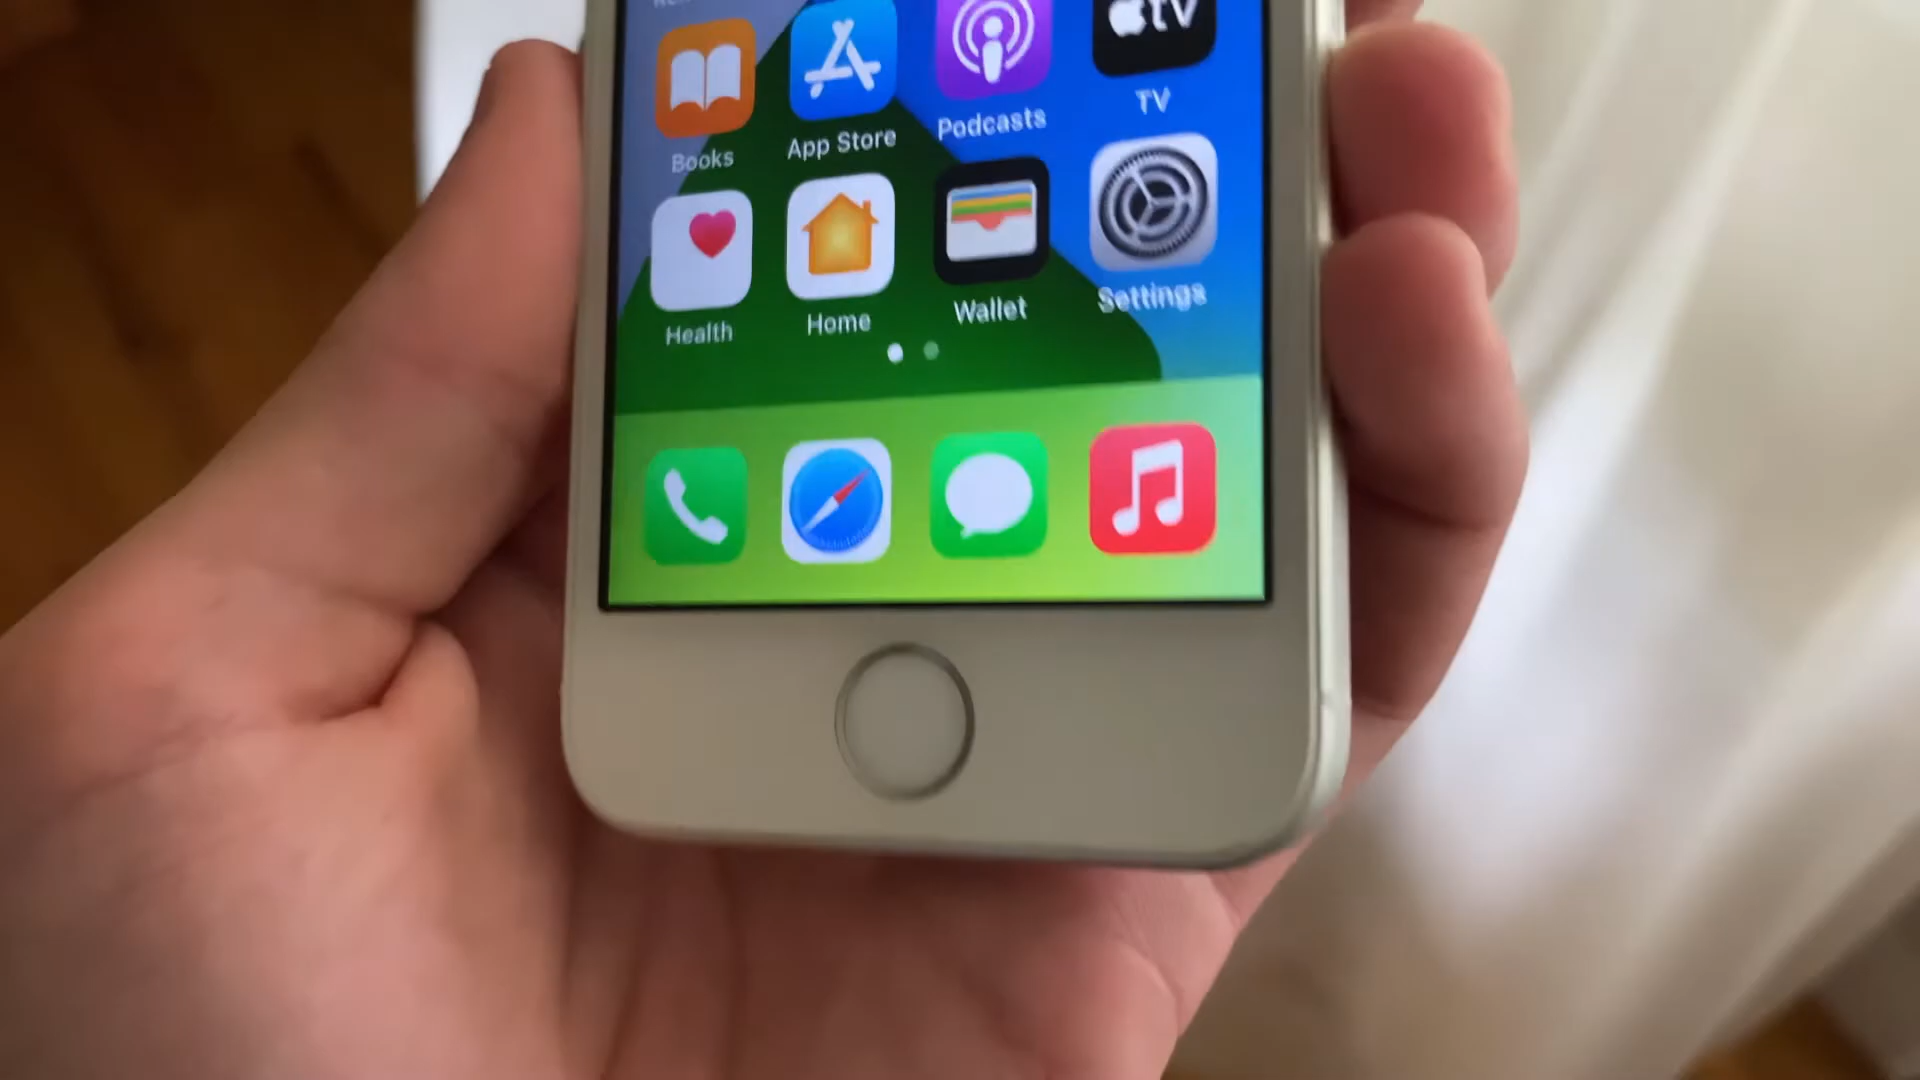 tv
TV
Podcasts
App Store
Books
Settings
Wallet
Home
Health